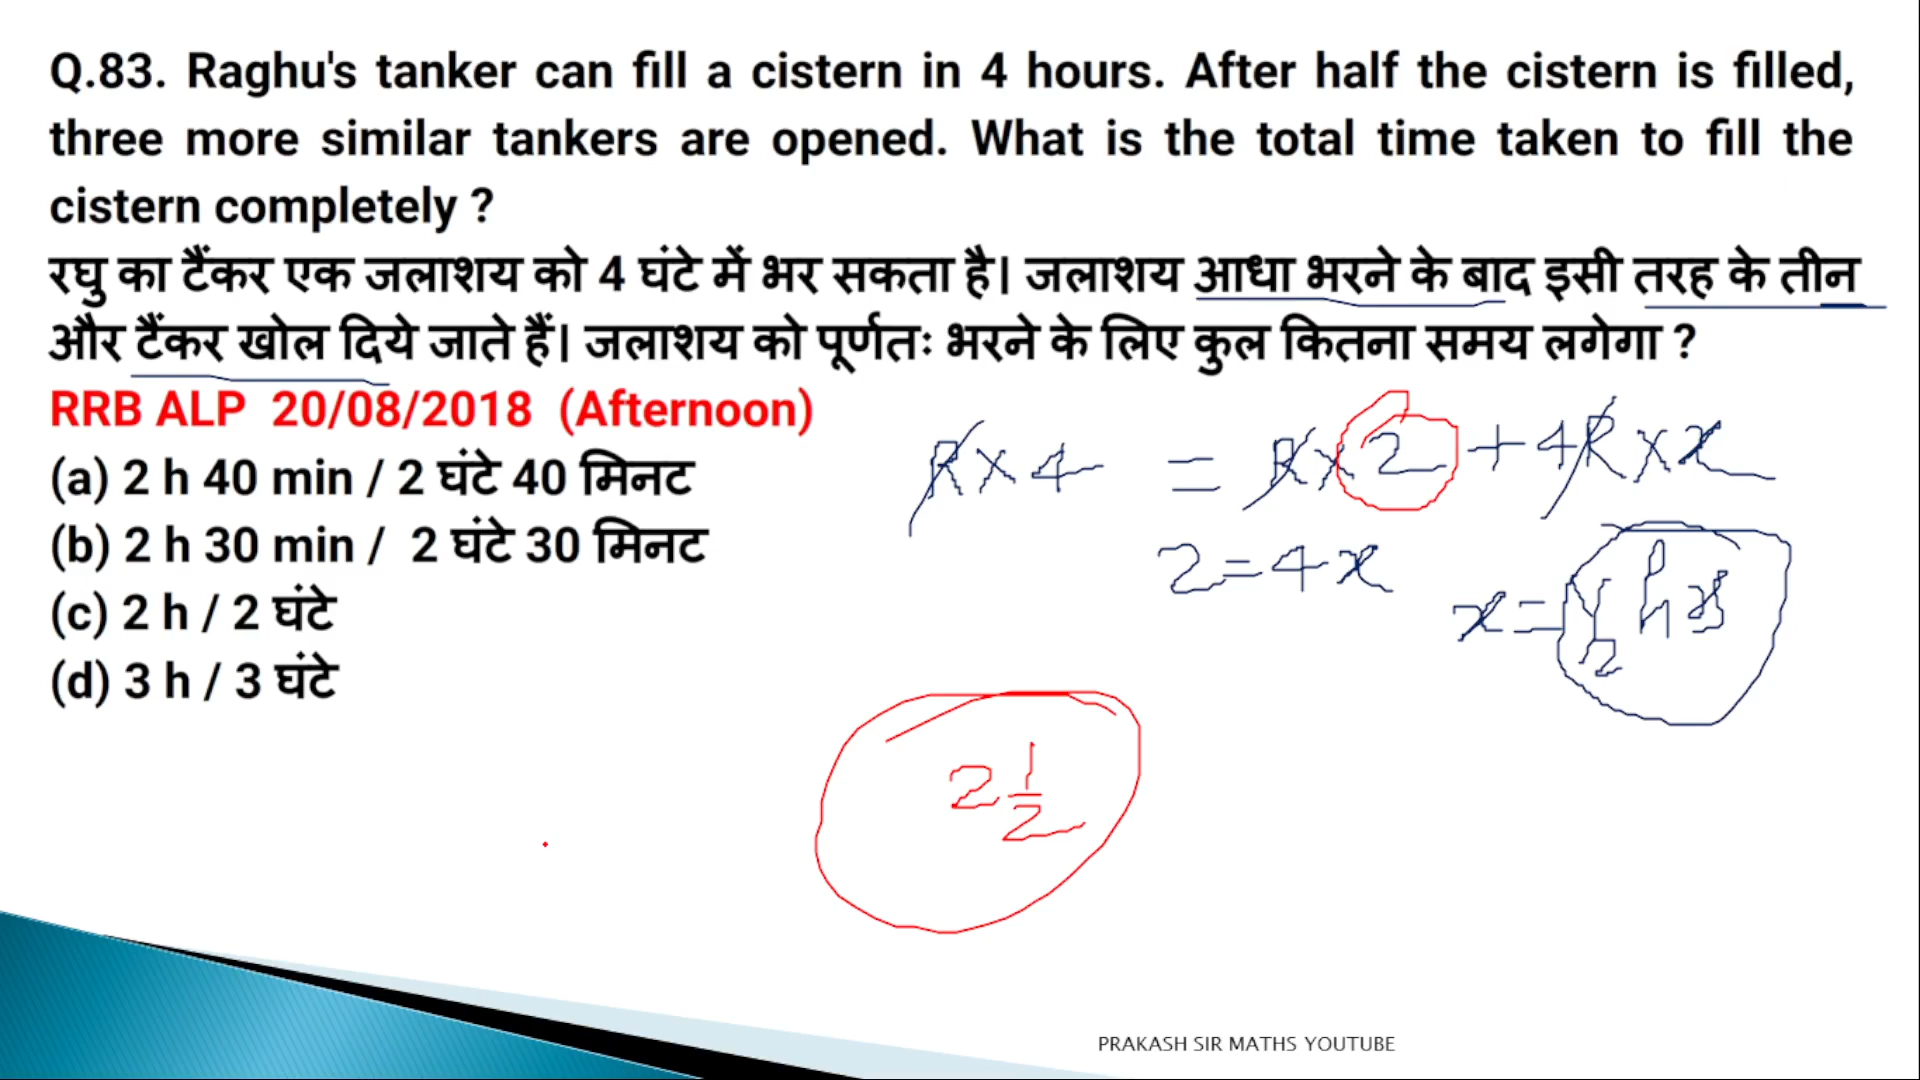 Q.83. Raghu's tanker can fill a cistern in 4 hours. After half the cistern is filled,
three more similar tankers are opened. What is the total time taken to fill the
cistern completely ?
रघु का टैंकर एक जलाशय को 4 घंटे में भर सकता है। जलाशय आधा भरने के बाद इसी तरह के तीन
और टैंकर खोल दिये जाते हैं। जलाशय को पूर्णतः भरने के लिए कुल कितना समय लगेगा ?
RRB ALP 20/08/2018 (Afternoon)
(a) 2 h 40 min / 2 घंटे 40 मिनट
(b) 2 h 30 min / 2 घंटे 30 मिनट
(c) 2 h / 2 घंटे
(d) 3 h / 3 घंटे
R×4 = R×2 + 4R×x
2=4x
x=1/2 hrs
2 1/2
PRAKASH SIR MATHS YOUTUBE